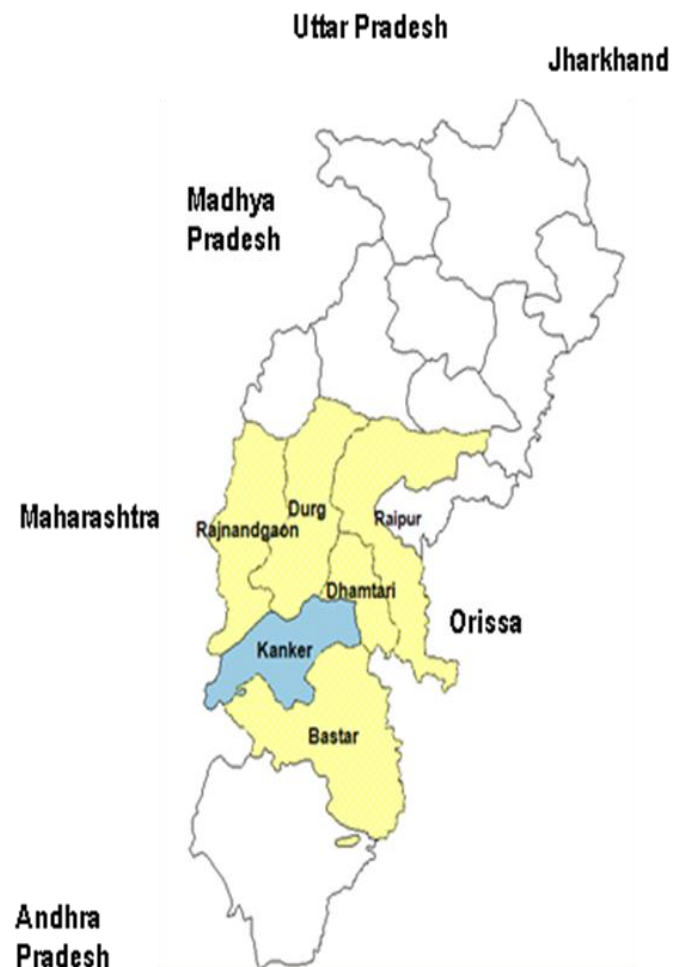 Uttar Pradesh
Jharkhand
Madhya
Pradesh
Maharashtra
Durg
Raipur
Rajnandgaon
Dhamtari
Orissa
Kanker
Bastar
Andhra
Pradesh